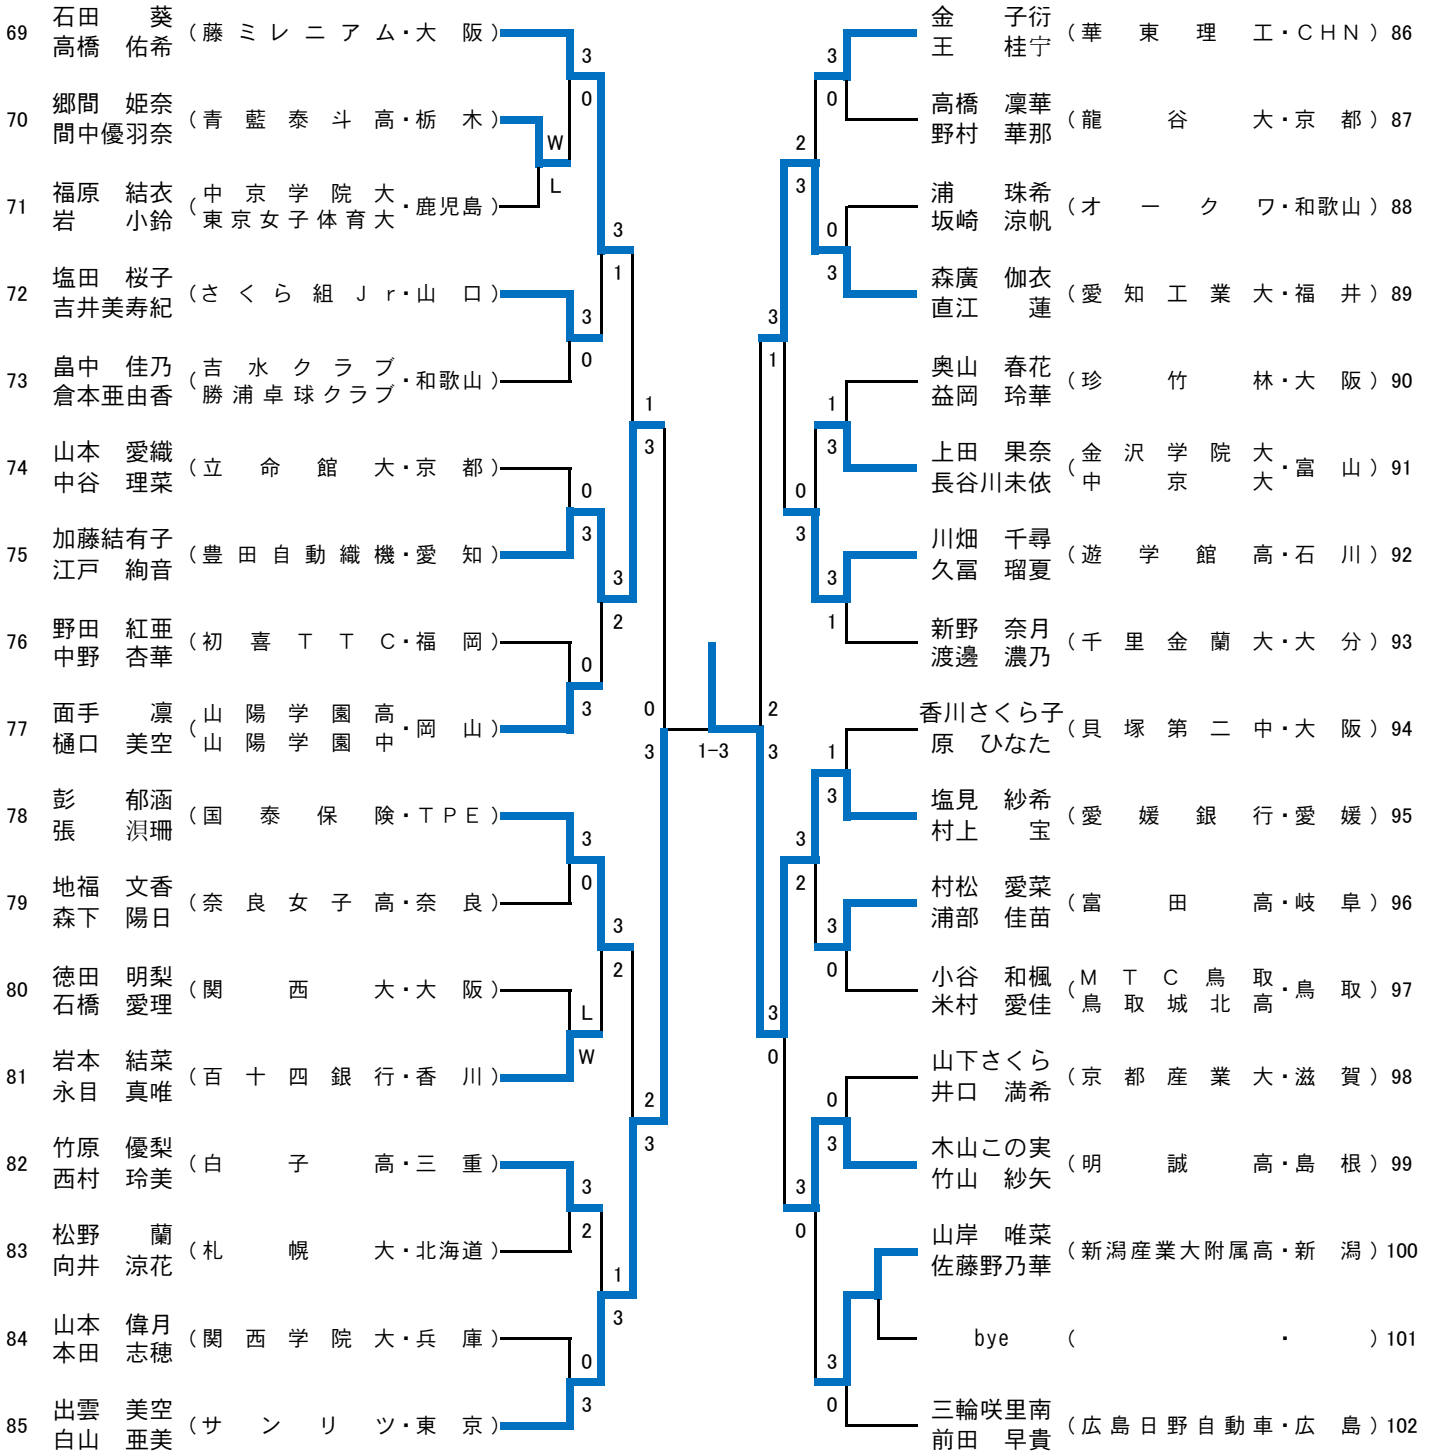 69 石田　葵 高橋　佑希 （藤ミレニアム・大阪）
70 郷間　姫奈 間中優羽奈 （青藍泰斗高・栃木）
71 福原　結衣 岩　小鈴 （中京学院大 東京女子体育大・鹿児島）
72 塩田　桜子 吉井美寿紀 （さくら組Ｊｒ・山口）
73 畠中　佳乃 倉本亜由香 （吉水クラブ 勝浦卓球クラブ・和歌山）
74 山本　愛織 中谷　理菜 （立命館大・京都）
75 加藤結有子 江戸　絢音 （豊田自動織機・愛知）
76 野田　紅亜 中野　杏華 （初喜ＴＴＣ・福岡）
77 面手　凛 樋口　美空 （山陽学園高 山陽学園中・岡山）
78 彭　郁涵 張　浿珊 （国泰保険・ＴＰＥ）
79 地福　文香 森下　陽日 （奈良女子高・奈良）
80 徳田　明梨 石橋　愛理 （関西大・大阪）
81 岩本　結菜 永目　真唯 （百十四銀行・香川）
82 竹原　優梨 西村　玲美 （白子高・三重）
83 松野　蘭 向井　涼花 （札幌大・北海道）
84 山本　偉月 本田　志穂 （関西学院大・兵庫）
85 出雲　美空 白山　亜美 （サンリツ・東京）
3
0
W
L
3
1
3
0
1
3
0
3
3
2
0
3
0
3
3
0
3
2
L
W
2
3
3
2
1
3
0
3
1-3
金　子衍 王　桂宁 （華東理工・ＣＨＮ）86
高橋　凜華 野村　華那 （龍谷大・京都）87
浦　珠希 坂崎　涼帆 （オークワ・和歌山）88
森廣　伽衣 直江　蓮 （愛知工業大・福井）89
奥山　春花 益岡　玲華 （珍竹林・大阪）90
上田　果奈 長谷川未依 （金沢学院大 中京大・富山）91
川畑　千尋 久冨　瑠夏 （遊学館高・石川）92
新野　奈月 渡邊　濃乃 （千里金蘭大・大分）93
香川さくら子 原　ひなた （貝塚第二中・大阪）94
塩見　紗希 村上　宝 （愛媛銀行・愛媛）95
村松　愛菜 浦部　佳苗 （富田高・岐阜）96
小谷　和楓 米村　愛佳 （ＭＴＣ鳥取 鳥取城北高・鳥取）97
山下さくら 井口　満希 （京都産業大・滋賀）98
木山この実 竹山　紗矢 （明誠高・島根）99
山岸　唯菜 佐藤野乃華 （新潟産業大附属高・新潟）100
bye （・）101
三輪咲里南 前田　早貴 （広島日野自動車・広島）102
3
0
2
3
0
3
3
1
1
3
0
3
3
1
2
3
1
3
3
2
3
0
3
0
0
3
3
0
3
0